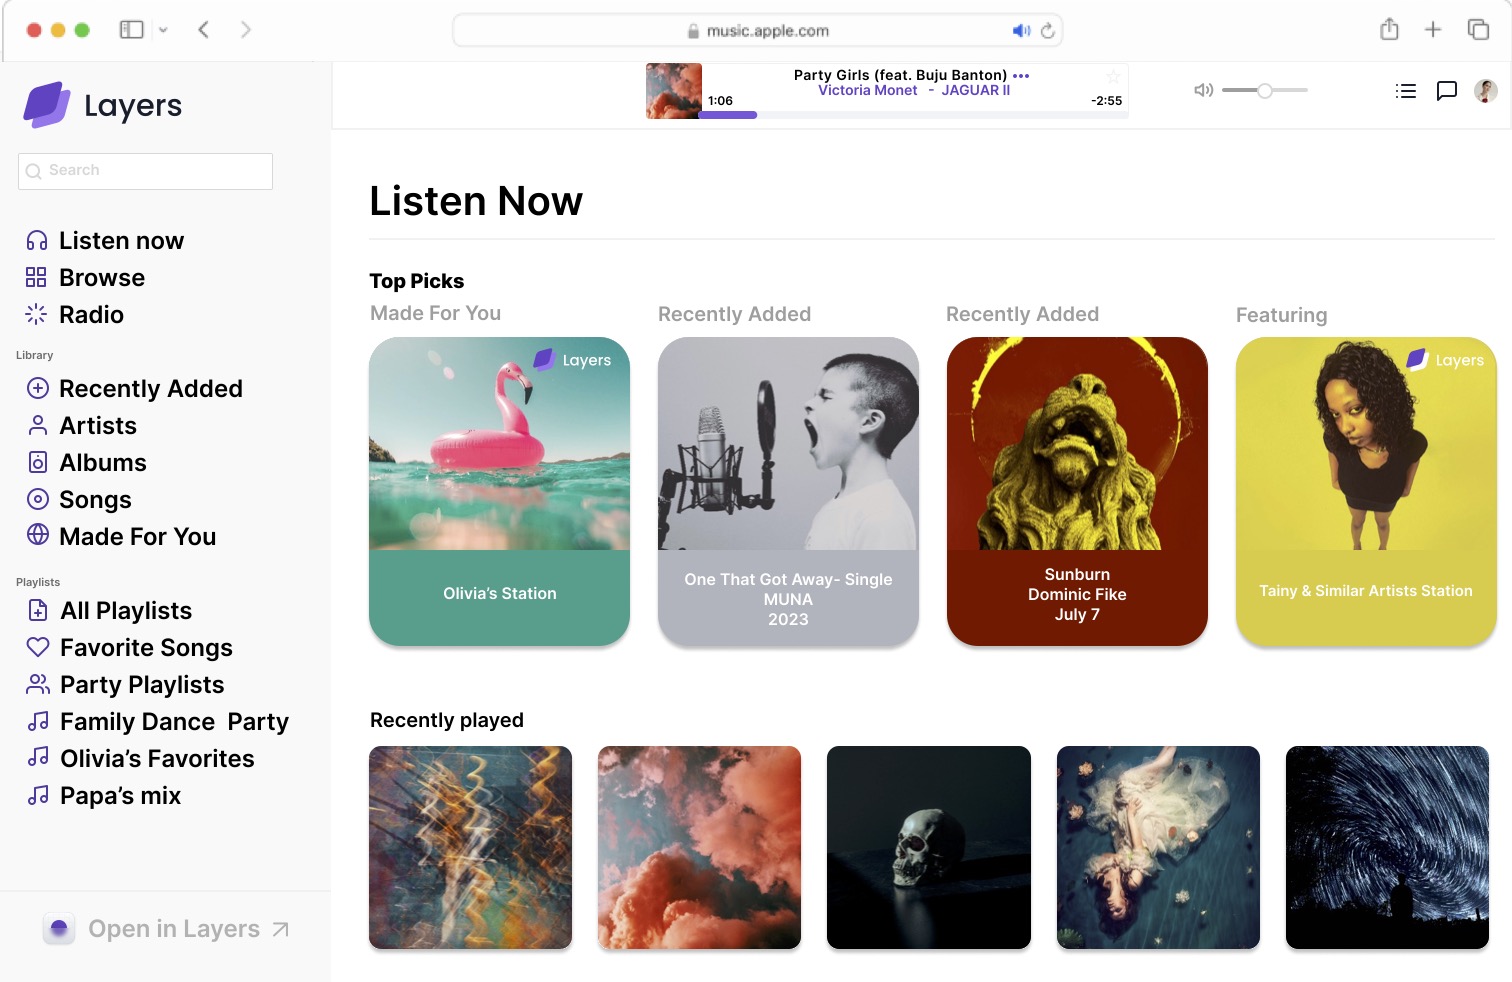 music.apple.com
Layers
Search
Listen now
Browse
Radio
Library
Recently Added
Artists
Albums
Songs
Made For You
Playlists
All Playlists
Favorite Songs
Party Playlists
Family Dance  Party
Olivia’s Favorites
Papa’s mix
Open in Layers
Party Girls (feat. Buju Banton) •••
Victoria Monet  -  JAGUAR II
1:06
-2:55
Listen Now
Top Picks
Made For You
Layers
Olivia’s Station
Recently Added
One That Got Away- Single
MUNA
2023
Recently Added
Sunburn
Dominic Fike
July 7
Featuring
Layers
Tainy & Similar Artists Station
Recently played